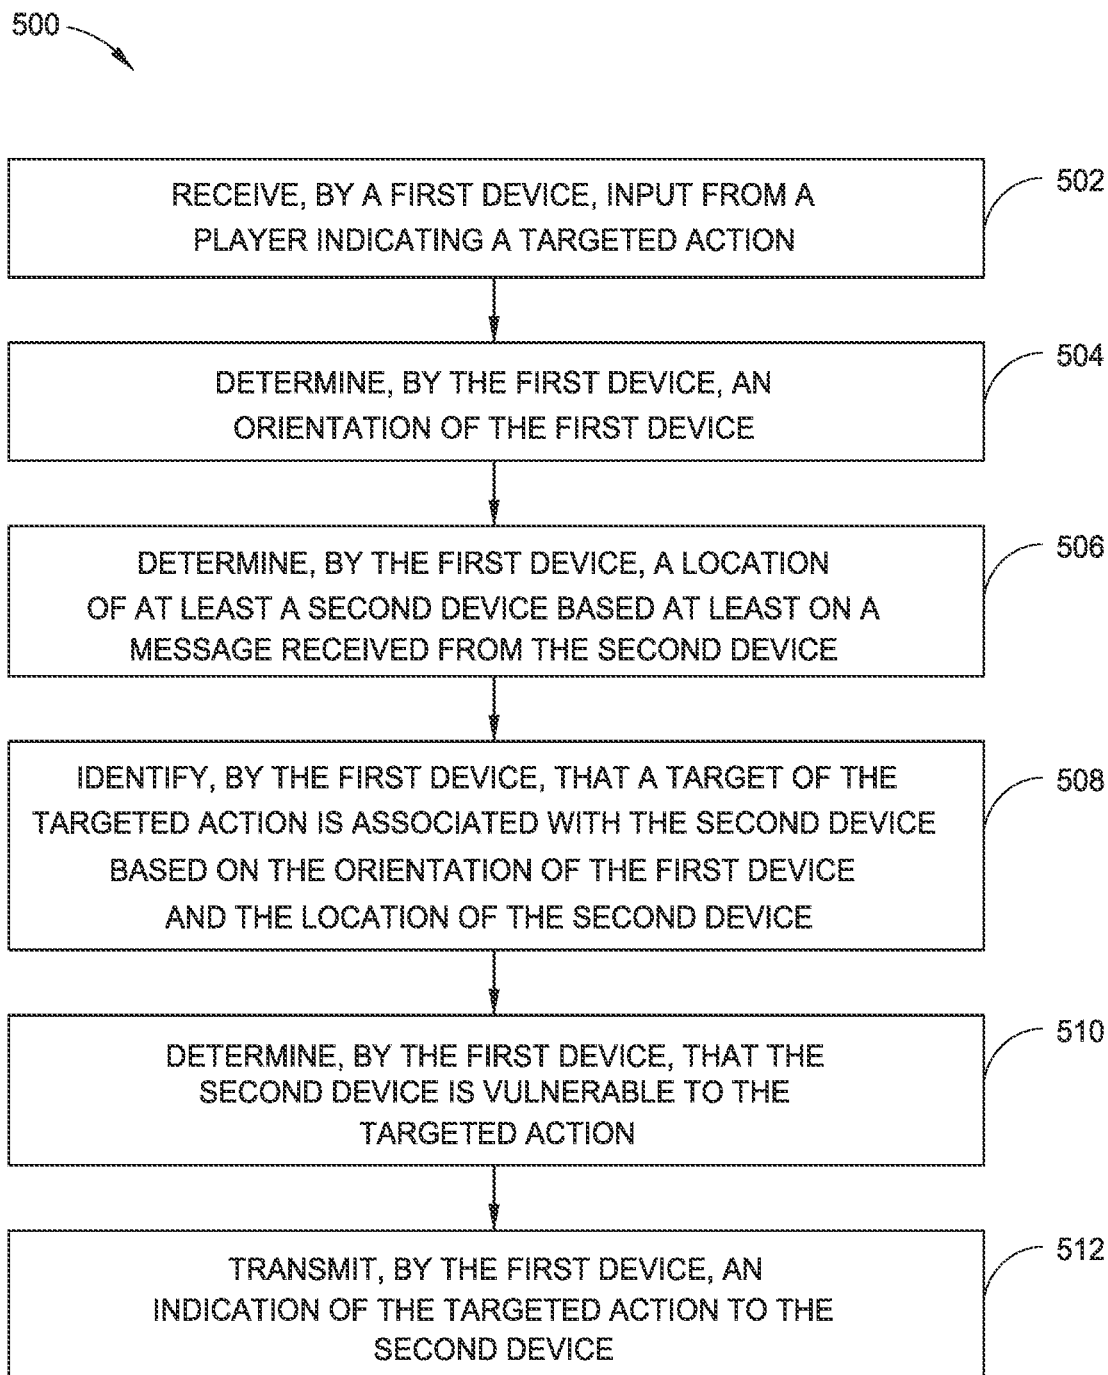 500
RECEIVE, BY A FIRST DEVICE, INPUT FROM A
PLAYER INDICATING A TARGETED ACTION
502
DETERMINE, BY THE FIRST DEVICE, AN
ORIENTATION OF THE FIRST DEVICE
504
DETERMINE, BY THE FIRST DEVICE, A LOCATION
OF AT LEAST A SECOND DEVICE BASED AT LEAST ON A
MESSAGE RECEIVED FROM THE SECOND DEVICE
506
IDENTIFY, BY THE FIRST DEVICE, THAT A TARGET OF THE
TARGETED ACTION IS ASSOCIATED WITH THE SECOND DEVICE
BASED ON THE ORIENTATION OF THE FIRST DEVICE
AND THE LOCATION OF THE SECOND DEVICE
508
DETERMINE, BY THE FIRST DEVICE, THAT THE
SECOND DEVICE IS VULNERABLE TO THE
TARGETED ACTION
510
TRANSMIT, BY THE FIRST DEVICE, AN
INDICATION OF THE TARGETED ACTION TO THE
SECOND DEVICE
512